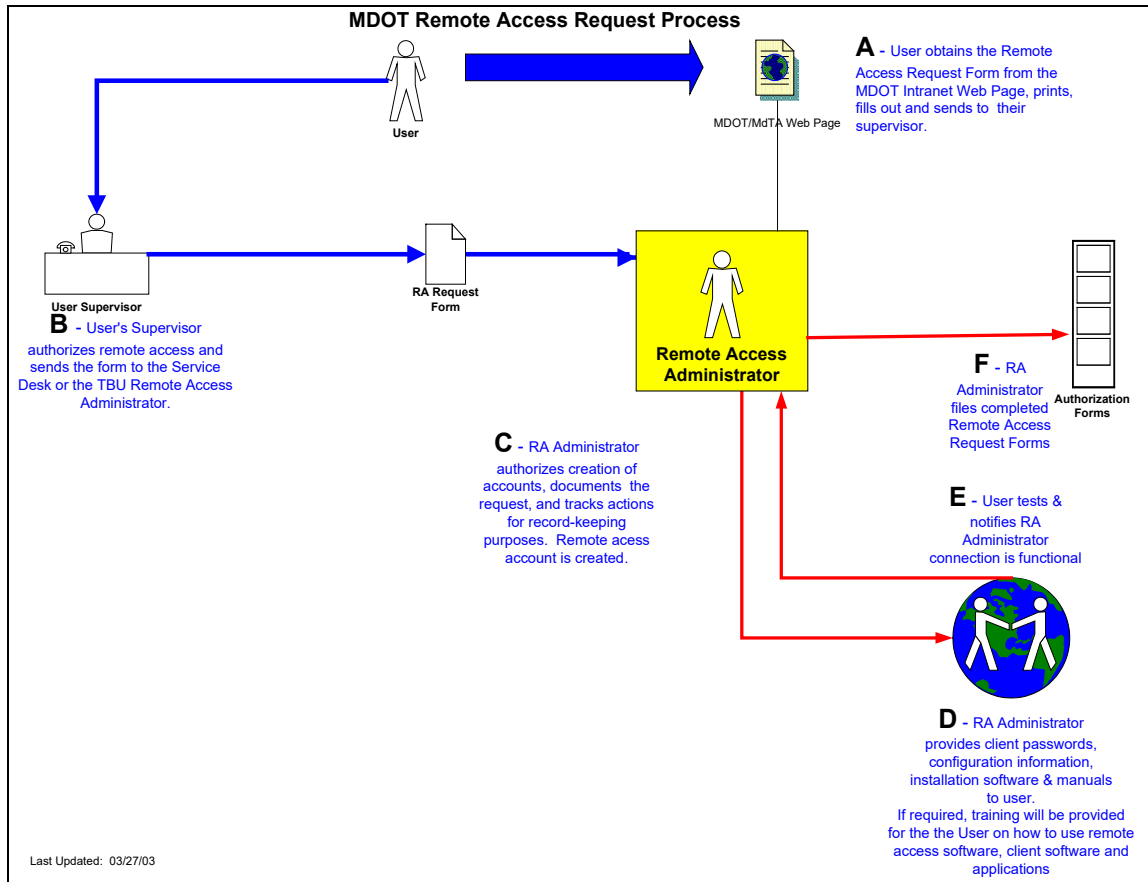 MDOT Remote Access Request Process
A - User obtains the Remote
Access Request Form from the
MDOT Intranet Web Page, prints,
fills out and sends to their
supervisor.
User
MDOT/MdTA Web Page
User Supervisor
B - User's Supervisor
authorizes remote access and
sends the form to the Service
Desk or the TBU Remote Access
Administrator.
RA Request
Form
Remote Access
Administrator
Authorization
Forms
F - RA
Administrator
files completed
Remote Access
Request Forms
C - RA Administrator
authorizes creation of
accounts, documents the
request, and tracks actions
for record-keeping
purposes. Remote acess
account is created.
E - User tests &
notifies RA
Administrator
connection is functional
D - RA Administrator
provides client passwords,
configuration information,
installation software & manuals
to user.
If required, training will be provided
for the the User on how to use remote
access software, client software and
applications
Last Updated: 03/27/03